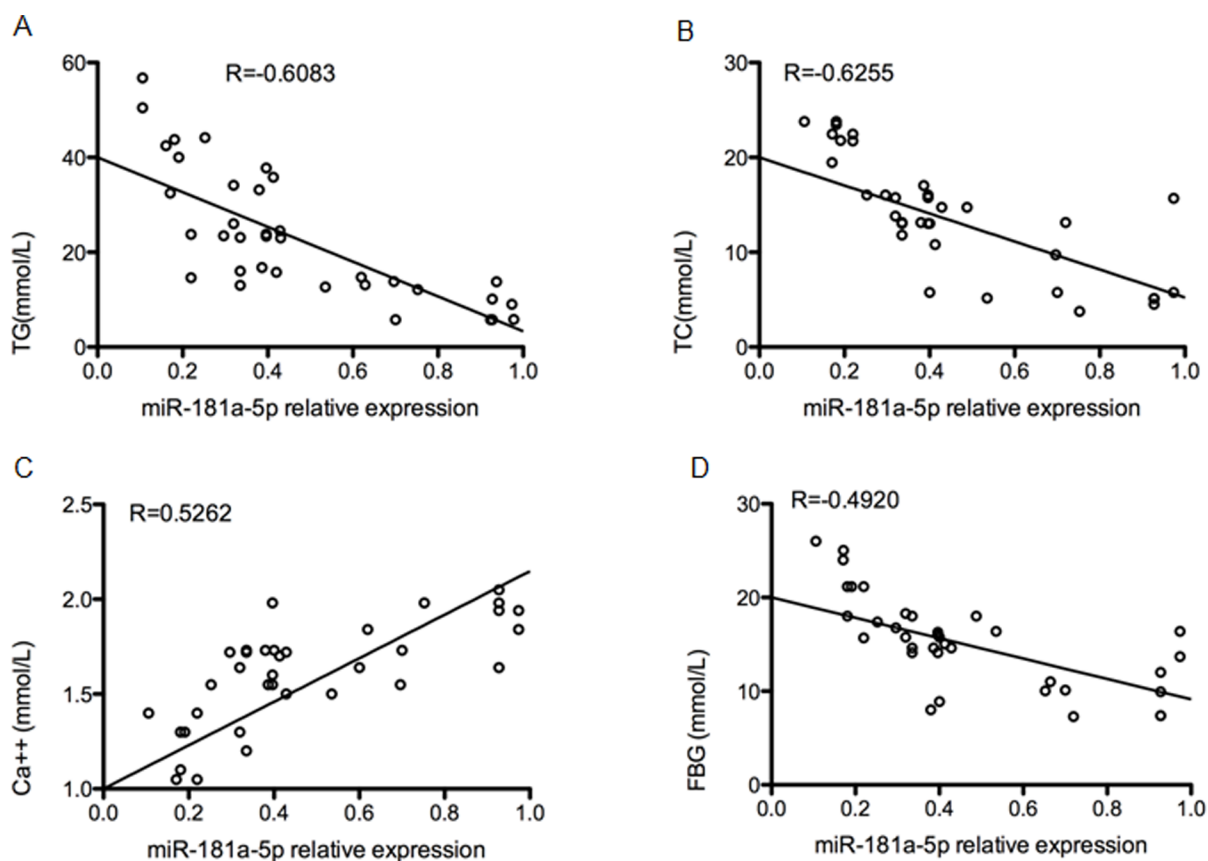 A
R=-0.6083
TG(mmol/L)
60
40
20
0
0.0 0.2 0.4 0.6 0.8 1.0
miR-181a-5p relative expression
B
R=-0.6255
TC(mmol/L)
30
20
10
0
0.0 0.2 0.4 0.6 0.8 1.0
miR-181a-5p relative expression
C
R=0.5262
Ca++ (mmol/L)
2.5
2.0
1.5
1.0
0.0 0.2 0.4 0.6 0.8 1.0
miR-181a-5p relative expression
D
R=-0.4920
FBG (mmol/L)
30
20
10
0
0.0 0.2 0.4 0.6 0.8 1.0
miR-181a-5p relative expression